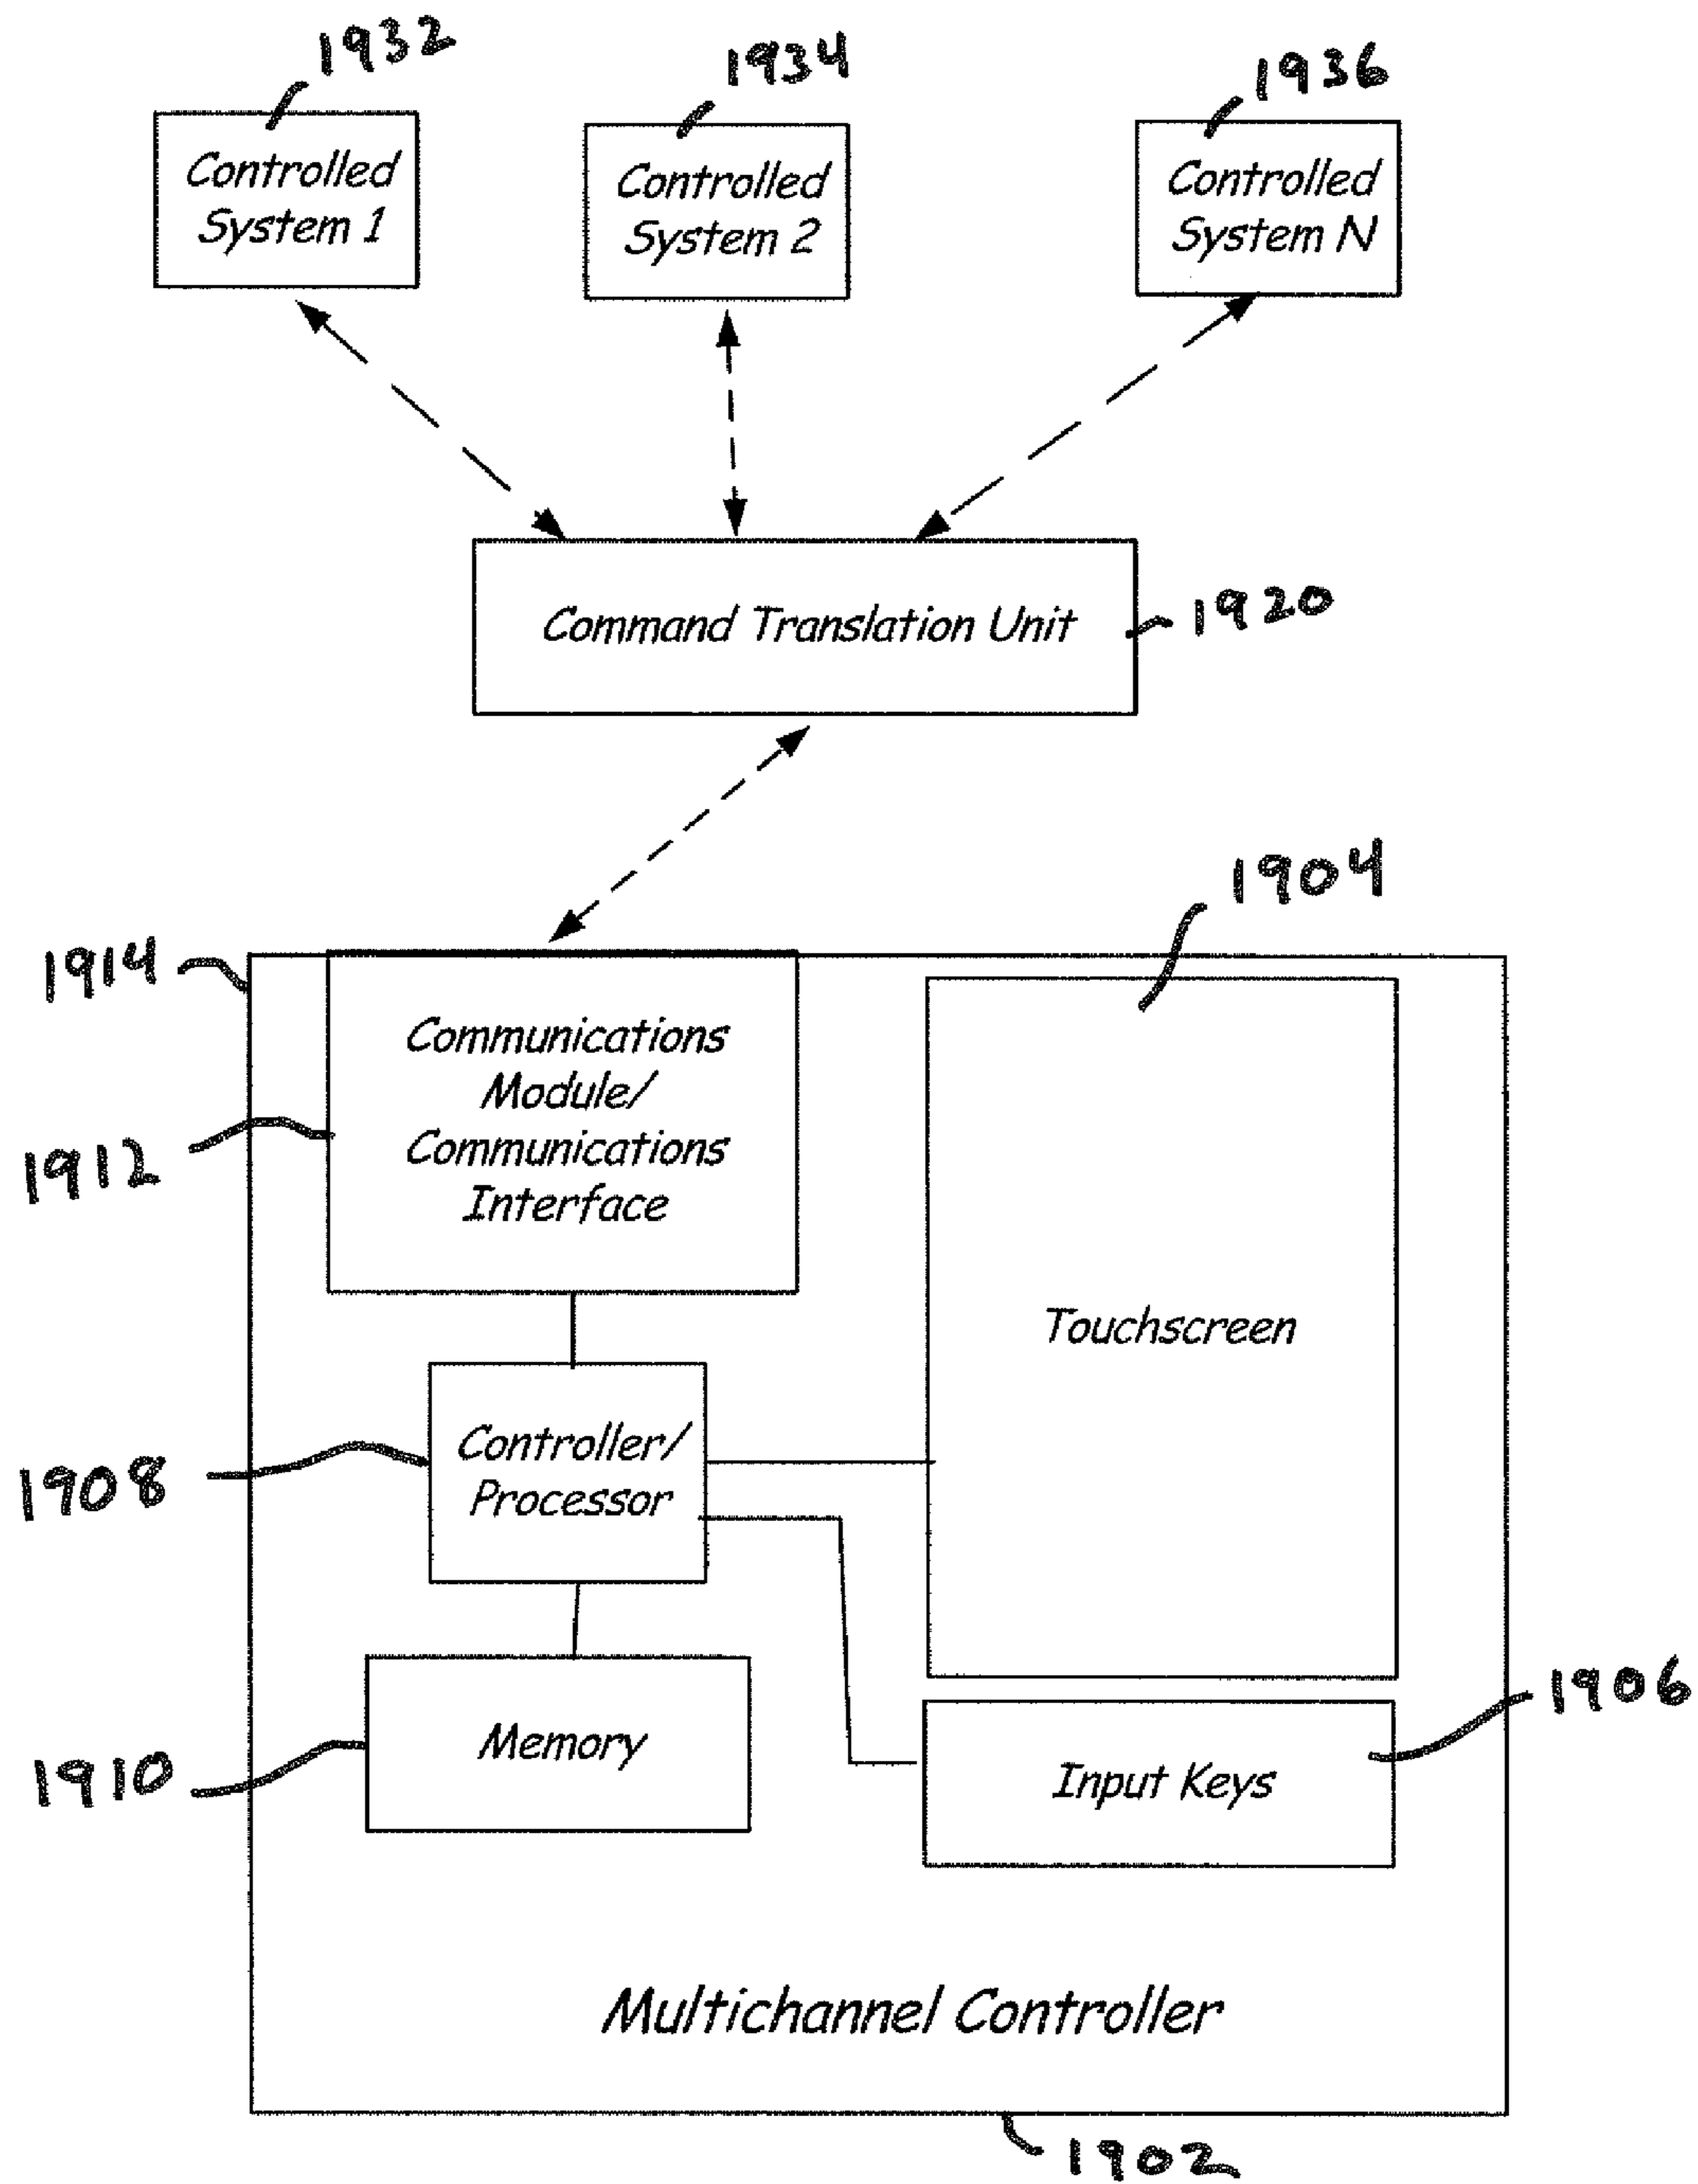 1932
1934
1936
Controlled
System 1
Controlled
System 2
Controlled
System N
Command Translation Unit
1920
1904
1914
Communications
Module/
Communications
Interface
1912
Touchscreen
Controller/
Processor
1908
1906
Memory
Input Keys
1910
Multichannel Controller
1902